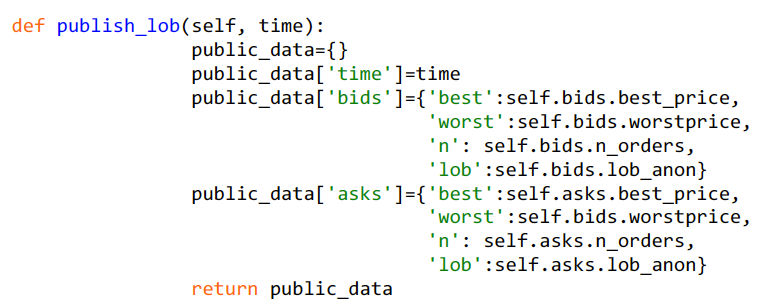 def publish_lob(self, time):
public_data={}
public_data['time']=time
public_data['bids']={'best':self.bids.best_price,
'worst':self.bids.worstprice,
'n': self.bids.n_orders,
'lob':self.bids.lob_anon}
public_data['asks']={'best':self.asks.best_price,
'worst':self.bids.worstprice,
'n': self.asks.n_orders,
'lob':self.asks.lob_anon}
return public_data